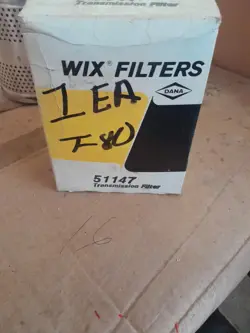 WIX® FILTERS
DANA
1 EA
T-80
51147
Transmission Filter